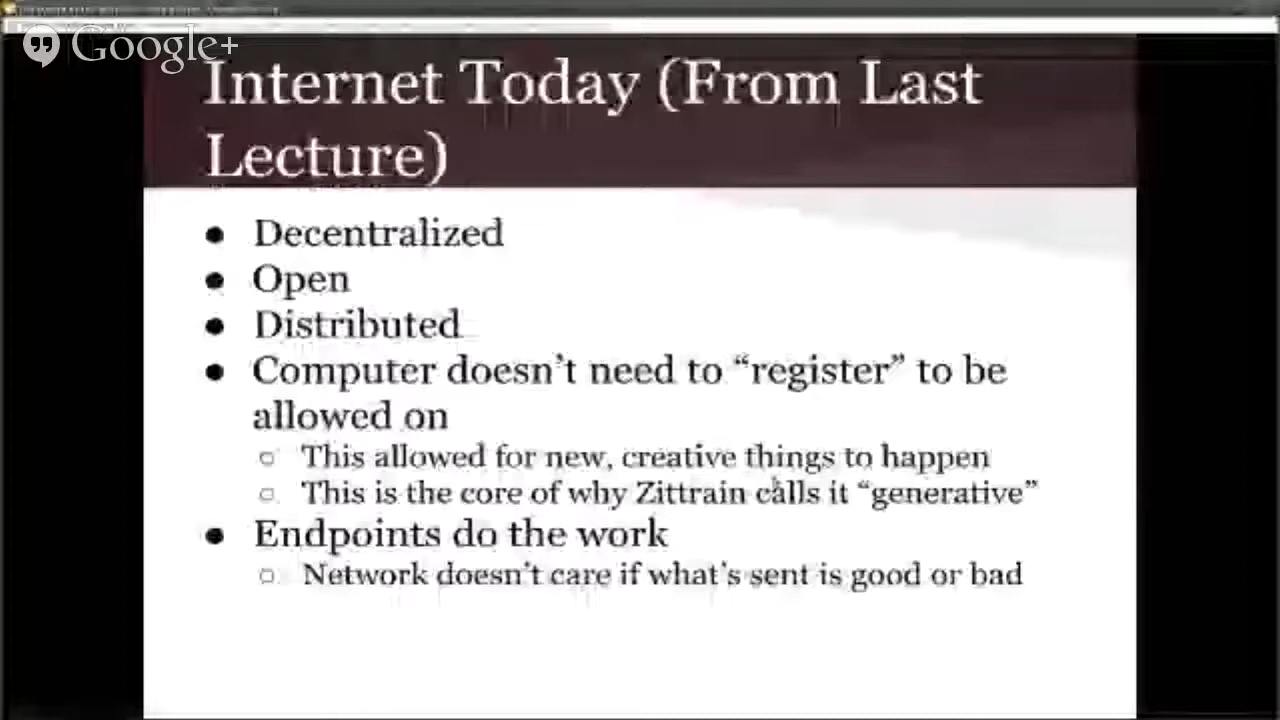 Google+
Internet Today (From Last
Lecture)
● Decentralized
● Open
● Distributed
● Computer doesn't need to “register” to be
allowed on
○ This allowed for new, creative things to happen
○ This is the core of why Zittrain calls it “generative”
● Endpoints do the work
○ Network doesn't care if what's sent is good or bad